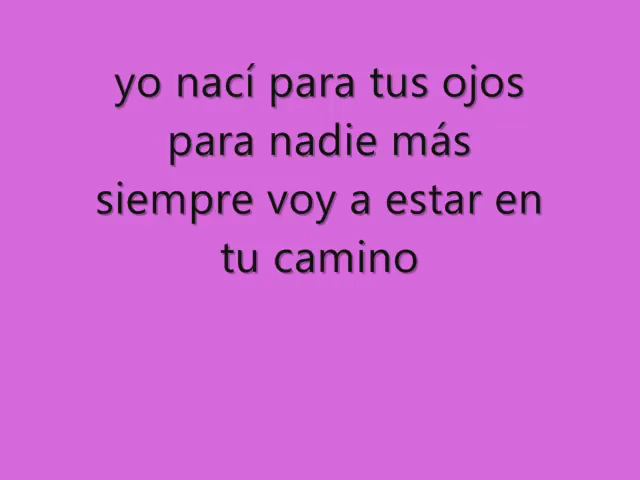 yo nací para tus ojos
para nadie más
siempre voy a estar en
tu camino